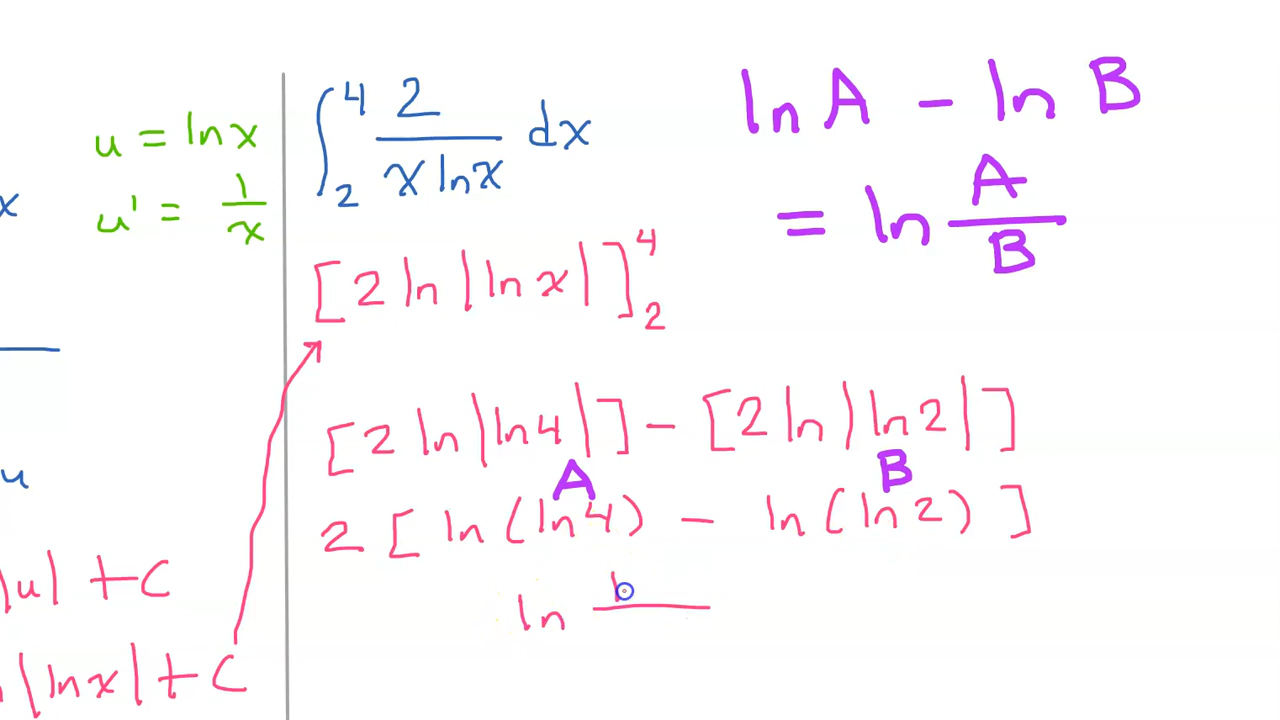 x
u
|u| + C
|ln x| + C
u = ln x
u' = 1/x
∫₂⁴ 2/(x ln x) dx
[2 ln |ln x|]₂⁴
[2 ln |ln 4|] − [2 ln |ln 2|]
A B
2 [ ln (ln 4) − ln (ln 2) ]
ln
ln A − ln B
= ln A/B